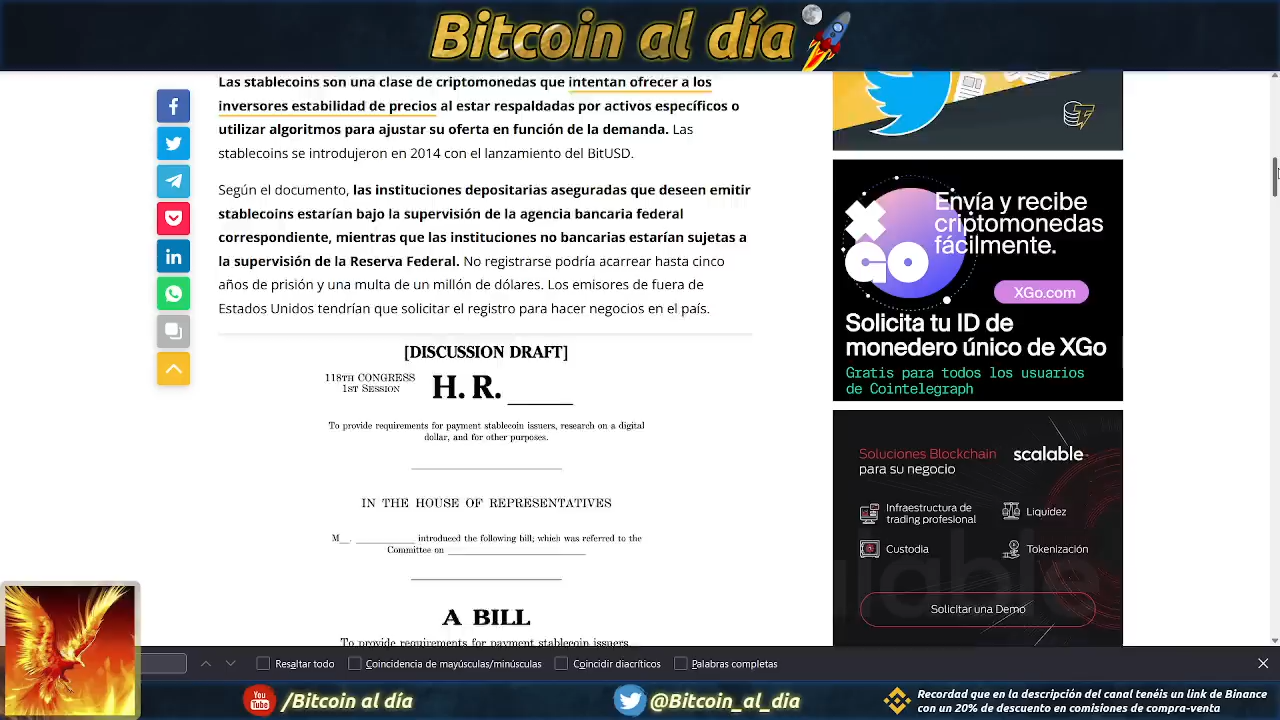 Bitcoin al día
Las stablecoins son una clase de criptomonedas que intentan ofrecer a los
inversores estabilidad de precios al estar respaldadas por activos específicos o
utilizar algoritmos para ajustar su oferta en función de la demanda. Las
stablecoins se introdujeron en 2014 con el lanzamiento del BitUSD.
Según el documento, las instituciones depositarias aseguradas que deseen emitir
stablecoins estarían bajo la supervisión de la agencia bancaria federal
correspondiente, mientras que las instituciones no bancarias estarían sujetas a
la supervisión de la Reserva Federal. No registrarse podría acarrear hasta cinco
años de prisión y una multa de un millón de dólares. Los emisores de fuera de
Estados Unidos tendrían que solicitar el registro para hacer negocios en el país.
[DISCUSSION DRAFT]
118TH CONGRESS
1ST SESSION
H. R. ______
To provide requirements for payment stablecoin issuers, research on a digital
dollar, and for other purposes.
IN THE HOUSE OF REPRESENTATIVES
M__. __________ introduced the following bill; which was referred to the
Committee on ______________________
A BILL
To provide requirements for payment stablecoin issuers,
XGO
Envía y recibe
criptomonedas
fácilmente.
XGo.com
Solicita tu ID de
monedero único de XGo
Gratis para todos los usuarios
de Cointelegraph
Soluciones Blockchain
para su negocio
scalable
Infraestructura de
trading profesional
Liquidez
Custodia
Tokenización
Solicitar una Demo
Resaltar todo
Coincidencia de mayúsculas/minúsculas
Coincidir diacríticos
Palabras completas
You
Tube
/Bitcoin al día
@Bitcoin_al_dia
Recordad que en la descripción del canal tenéis un link de Binance
con un 20% de descuento en comisiones de compra-venta